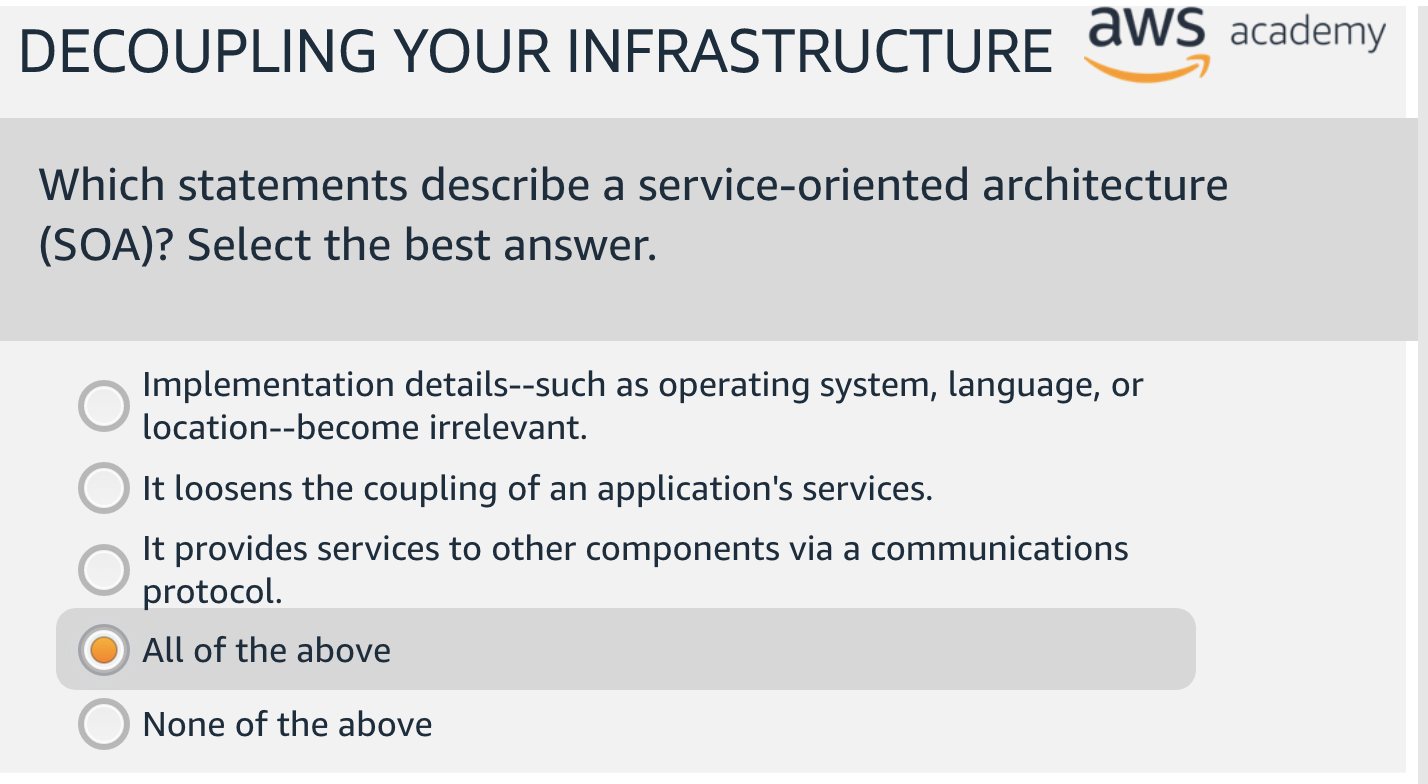 DECOUPLING YOUR INFRASTRUCTURE aws academy
Which statements describe a service-oriented architecture
(SOA)? Select the best answer.
Implementation details--such as operating system, language, or
location--become irrelevant.
It loosens the coupling of an application's services.
It provides services to other components via a communications
protocol.
All of the above
None of the above